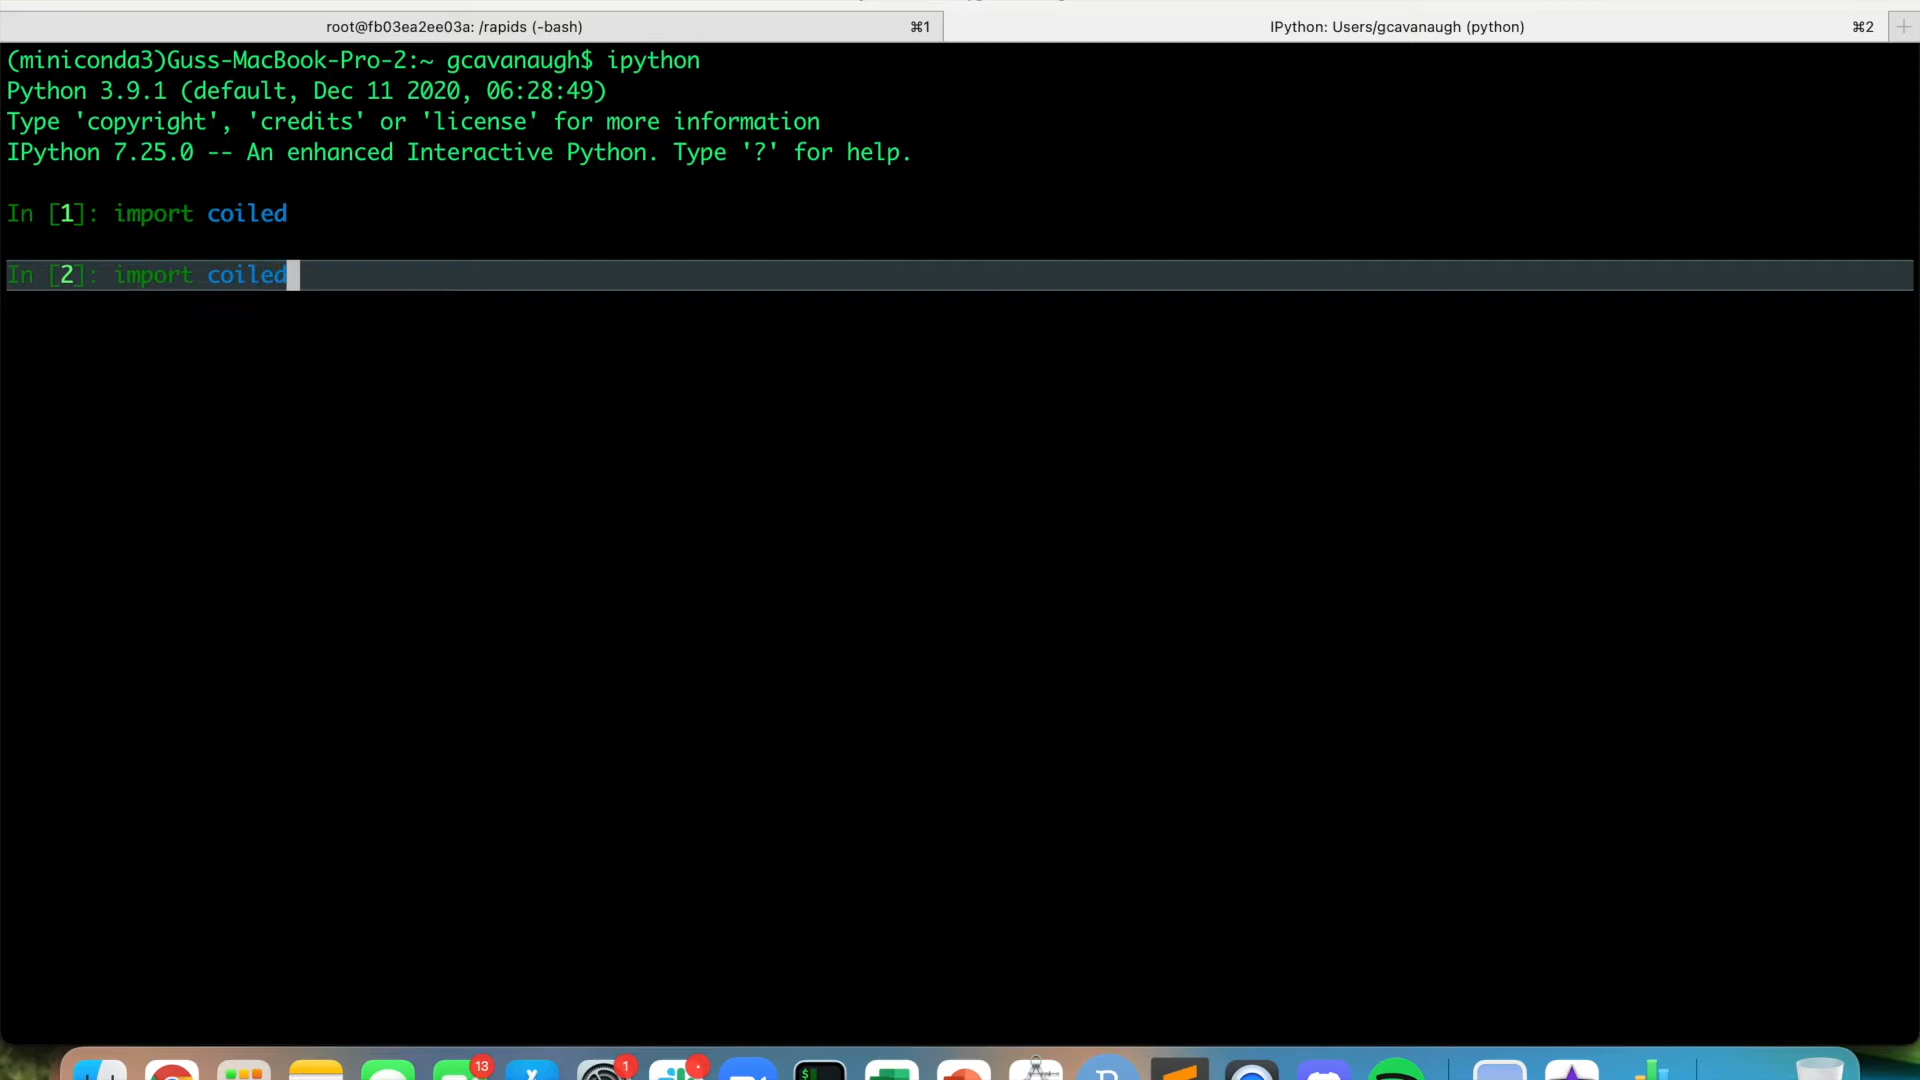 root@fb03ea2ee03a: /rapids (-bash) ⌘1 IPython: Users/gcavanaugh (python) ⌘2 +
(miniconda3)Guss-MacBook-Pro-2:~ gcavanaugh$ ipython
Python 3.9.1 (default, Dec 11 2020, 06:28:49)
Type 'copyright', 'credits' or 'license' for more information
IPython 7.25.0 -- An enhanced Interactive Python. Type '?' for help.
In [1]: import coiled
In [2]: import coiled
13 1
$